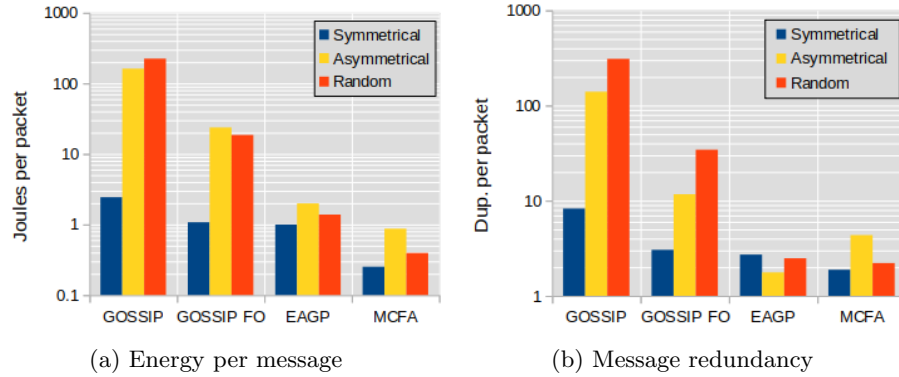 1000
100
10
1
0.1
Joules per packet
Symmetrical
Asymmetrical
Random
GOSSIP GOSSIP FO EAGP MCFA
(a) Energy per message
1000
100
10
1
Dup. per packet
Symmetrical
Asymmetrical
Random
GOSSIP GOSSIP FO EAGP MCFA
(b) Message redundancy